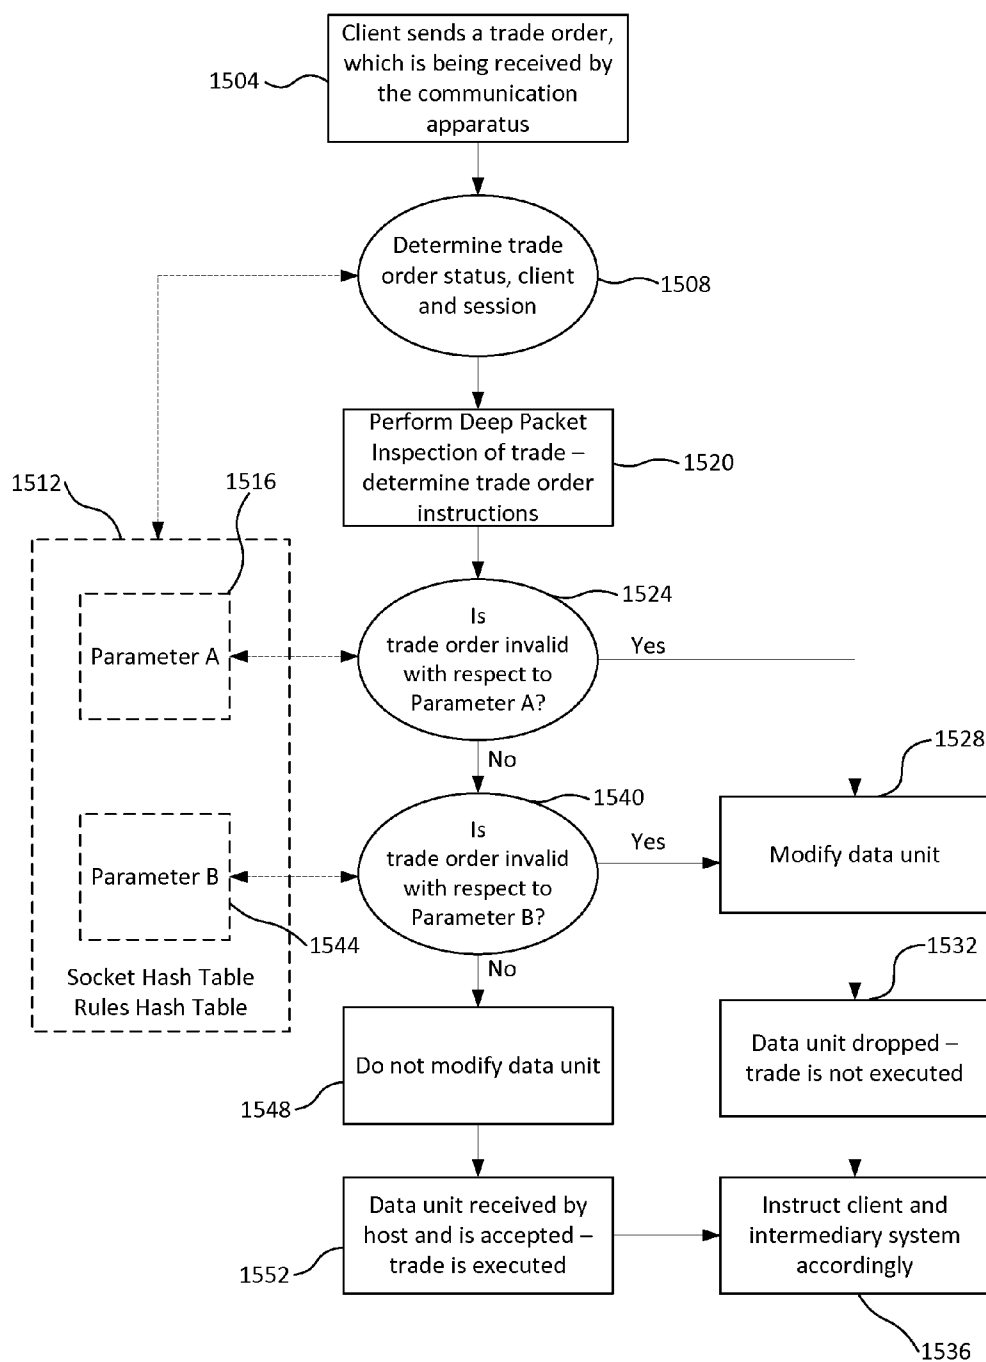 Client sends a trade order,
which is being received by
the communication
apparatus
1504
Determine trade
order status, client
and session
1508
Perform Deep Packet
Inspection of trade –
determine trade order
instructions
1520
1512
1516
Parameter A
Is
trade order invalid
with respect to
Parameter A?
1524
Yes
No
1528
Modify data unit
Parameter B
1544
Socket Hash Table
Rules Hash Table
Is
trade order invalid
with respect to
Parameter B?
1540
Yes
No
1532
Data unit dropped –
trade is not executed
Do not modify data unit
1548
Data unit received by
host and is accepted –
trade is executed
1552
Instruct client and
intermediary system
accordingly
1536